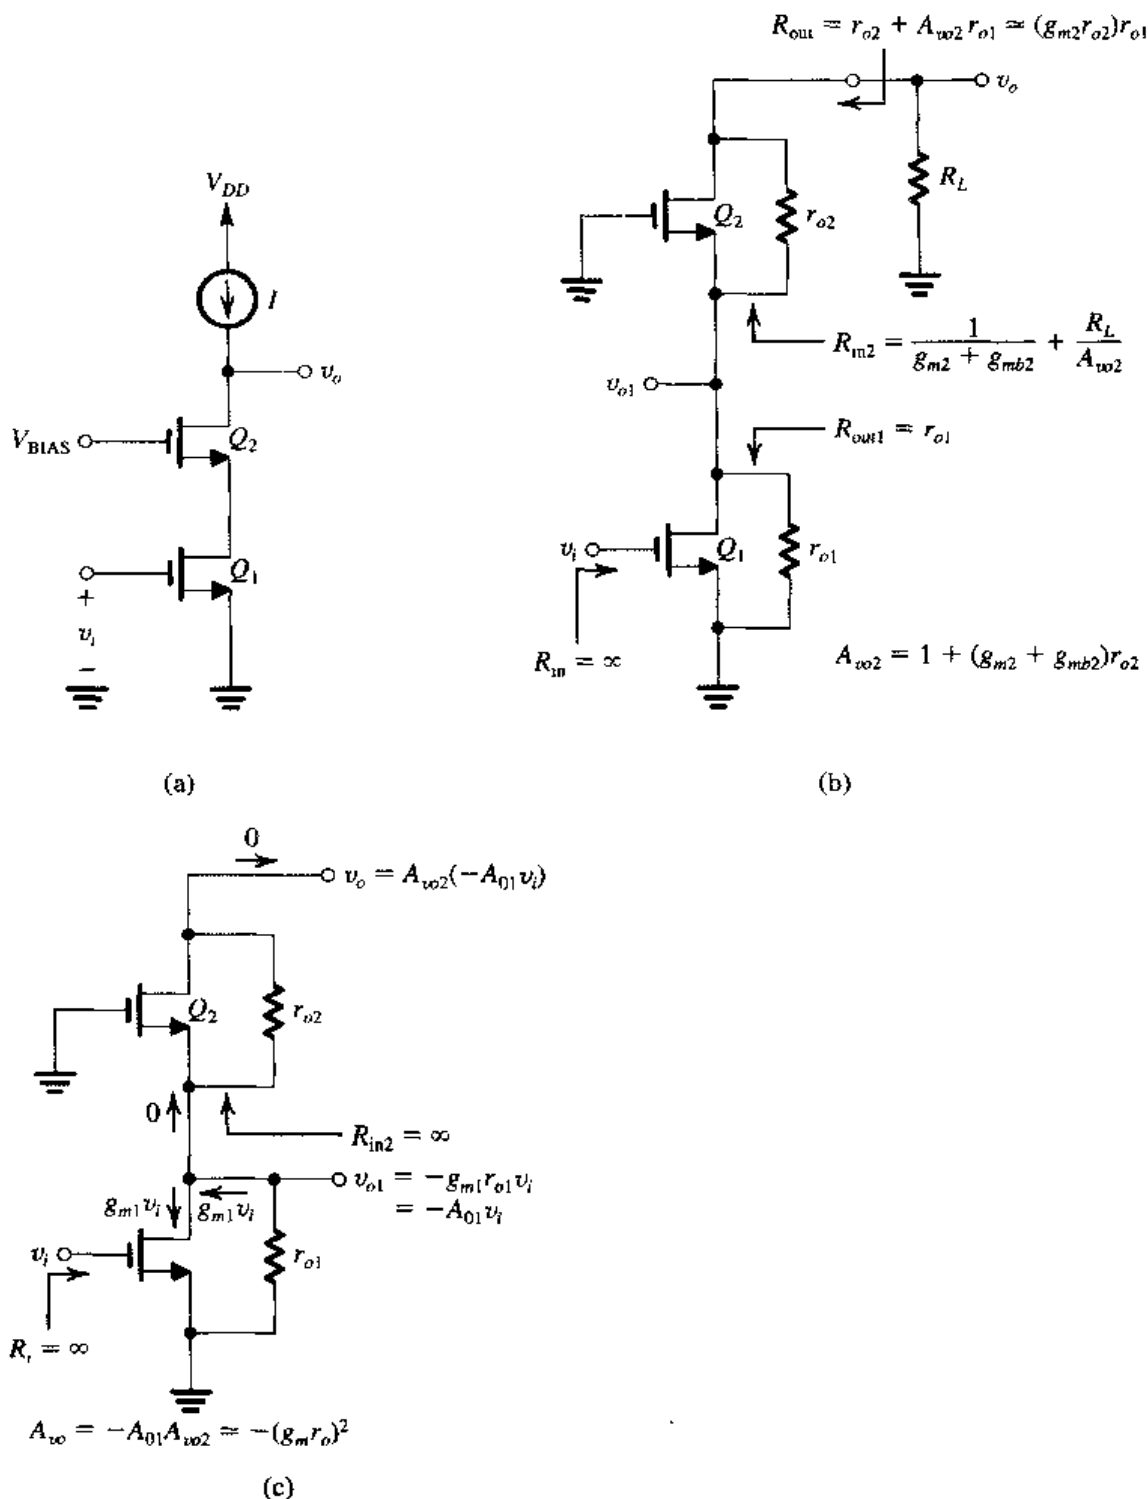 V_DD
I
v_o
V_BIAS
Q_2
Q_1
+
v_i
−
(a)
R_out = r_o2 + A_vo2 r_o1 ≃ (g_m2 r_o2) r_o1
v_o
R_L
Q_2
r_o2
R_in2 = 1 / (g_m2 + g_mb2) + R_L / A_vo2
v_o1
R_out1 = r_o1
v_i
Q_1
r_o1
R_in = ∞
A_vo2 = 1 + (g_m2 + g_mb2) r_o2
(b)
0
v_o = A_vo2(−A_01 v_i)
Q_2
r_o2
0
R_in2 = ∞
v_o1 = −g_m1 r_o1 v_i
= −A_01 v_i
g_m1 v_i
g_m1 v_i
v_i
r_o1
R_i = ∞
A_vo = −A_01 A_vo2 ≃ −(g_m r_o)²
(c)